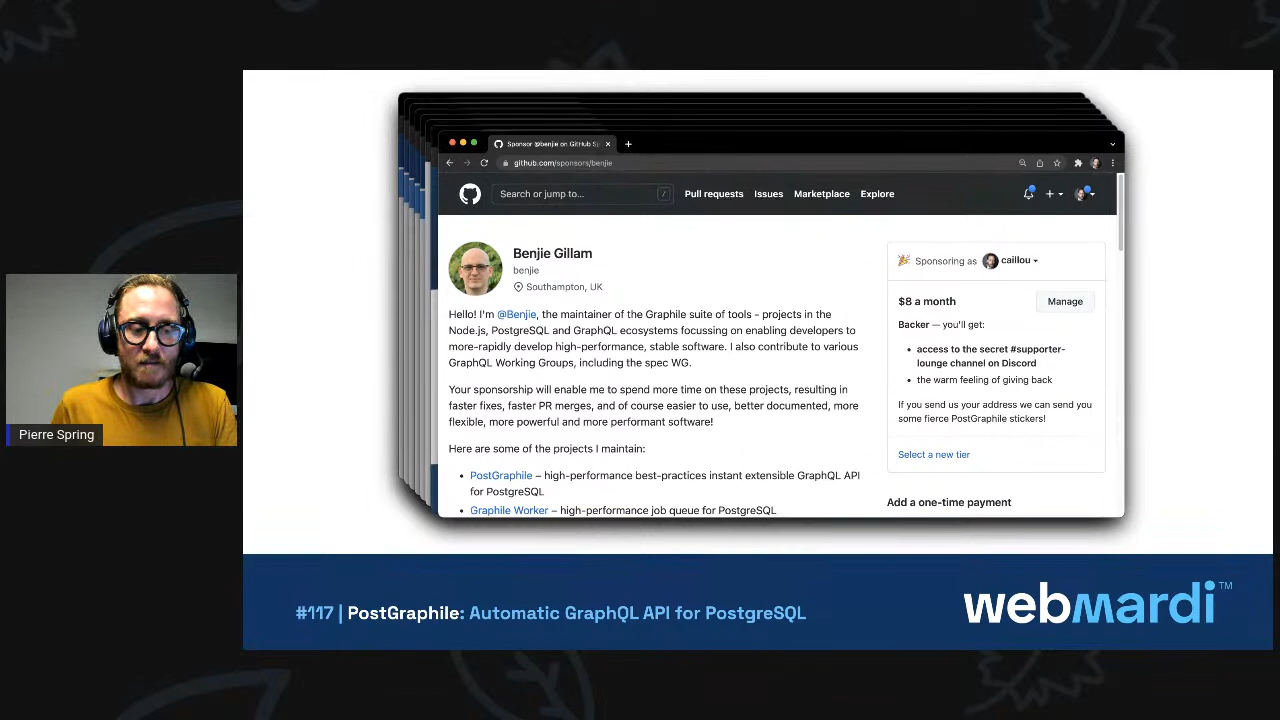 Sponsor @benjie on GitHub Sp
github.com/sponsors/benjie
Search or jump to...
/
Pull requests
Issues
Marketplace
Explore
Benjie Gillam
benjie
Southampton, UK
Hello! I'm @Benjie, the maintainer of the Graphile suite of tools - projects in the
Node.js, PostgreSQL and GraphQL ecosystems focussing on enabling developers to
more-rapidly develop high-performance, stable software. I also contribute to various
GraphQL Working Groups, including the spec WG.
Your sponsorship will enable me to spend more time on these projects, resulting in
faster fixes, faster PR merges, and of course easier to use, better documented, more
flexible, more powerful and more performant software!
Here are some of the projects I maintain:
• PostGraphile – high-performance best-practices instant extensible GraphQL API
for PostgreSQL
• Graphile Worker – high-performance job queue for PostgreSQL
Sponsoring as caillou
$8 a month
Manage
Backer — you'll get:
• access to the secret #supporter-
lounge channel on Discord
• the warm feeling of giving back
If you send us your address we can send you
some fierce PostGraphile stickers!
Select a new tier
Add a one-time payment
Pierre Spring
#117 | PostGraphile: Automatic GraphQL API for PostgreSQL
webmardi™